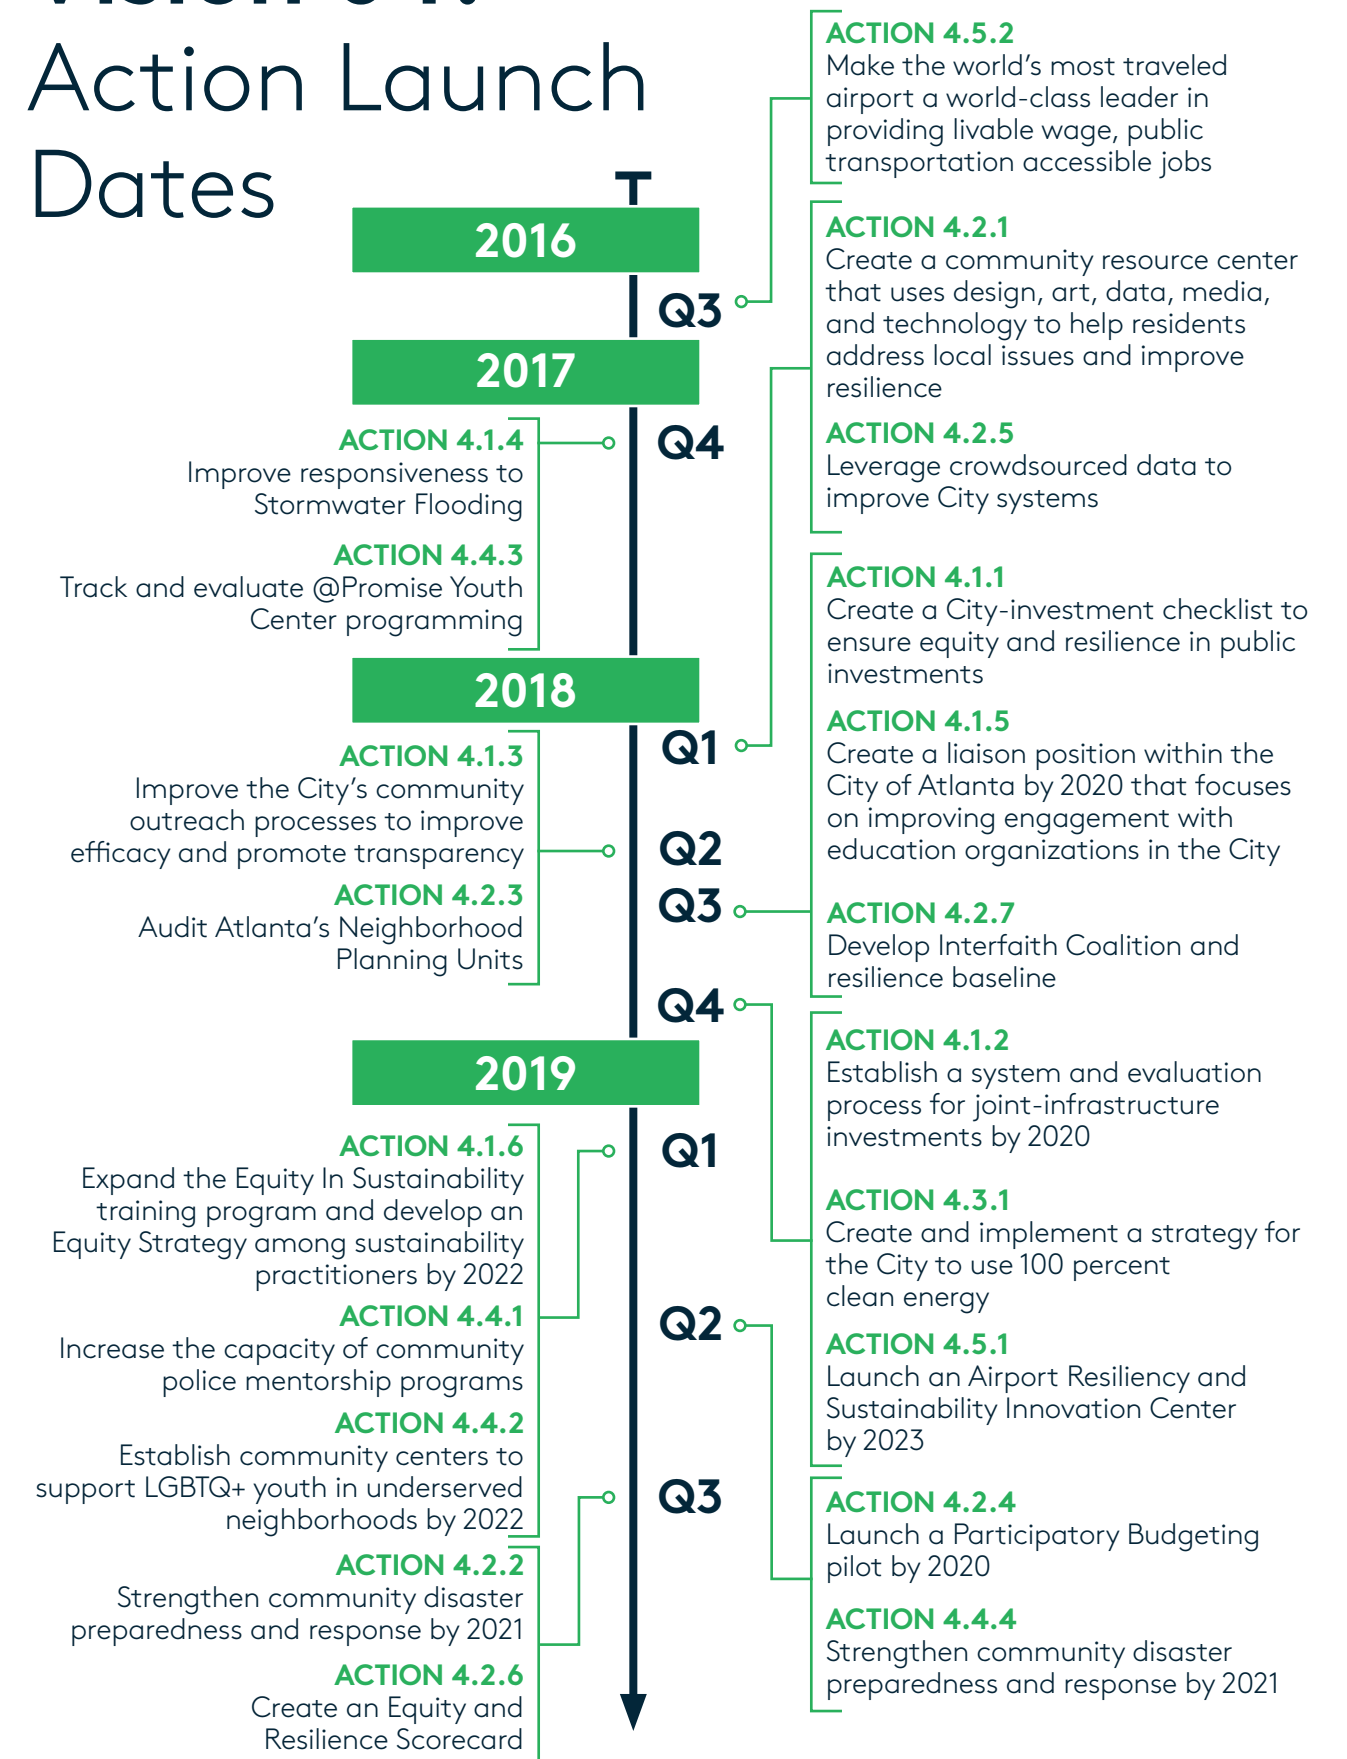 Action Launch
Dates
ACTION 4.5.2
Make the world’s most traveled
airport a world-class leader in
providing livable wage, public
transportation accessible jobs
2016
Q3
ACTION 4.2.1
Create a community resource center
that uses design, art, data, media,
and technology to help residents
address local issues and improve
resilience
ACTION 4.2.5
Leverage crowdsourced data to
improve City systems
2017
Q4
ACTION 4.1.4
Improve responsiveness to
Stormwater Flooding
ACTION 4.4.3
Track and evaluate @Promise Youth
Center programming
ACTION 4.1.1
Create a City-investment checklist to
ensure equity and resilience in public
investments
ACTION 4.1.5
Create a liaison position within the
City of Atlanta by 2020 that focuses
on improving engagement with
education organizations in the City
ACTION 4.2.7
Develop Interfaith Coalition and
resilience baseline
2018
Q1
ACTION 4.1.3
Improve the City’s community
outreach processes to improve
efficacy and promote transparency
ACTION 4.2.3
Audit Atlanta’s Neighborhood
Planning Units
Q2
Q3
Q4
ACTION 4.1.2
Establish a system and evaluation
process for joint-infrastructure
investments by 2020
ACTION 4.3.1
Create and implement a strategy for
the City to use 100 percent
clean energy
ACTION 4.5.1
Launch an Airport Resiliency and
Sustainability Innovation Center
by 2023
2019
Q1
ACTION 4.1.6
Expand the Equity In Sustainability
training program and develop an
Equity Strategy among sustainability
practitioners by 2022
ACTION 4.4.1
Increase the capacity of community
police mentorship programs
ACTION 4.4.2
Establish community centers to
support LGBTQ+ youth in underserved
neighborhoods by 2022
Q2
ACTION 4.2.4
Launch a Participatory Budgeting
pilot by 2020
ACTION 4.4.4
Strengthen community disaster
preparedness and response by 2021
Q3
ACTION 4.2.2
Strengthen community disaster
preparedness and response by 2021
ACTION 4.2.6
Create an Equity and
Resilience Scorecard